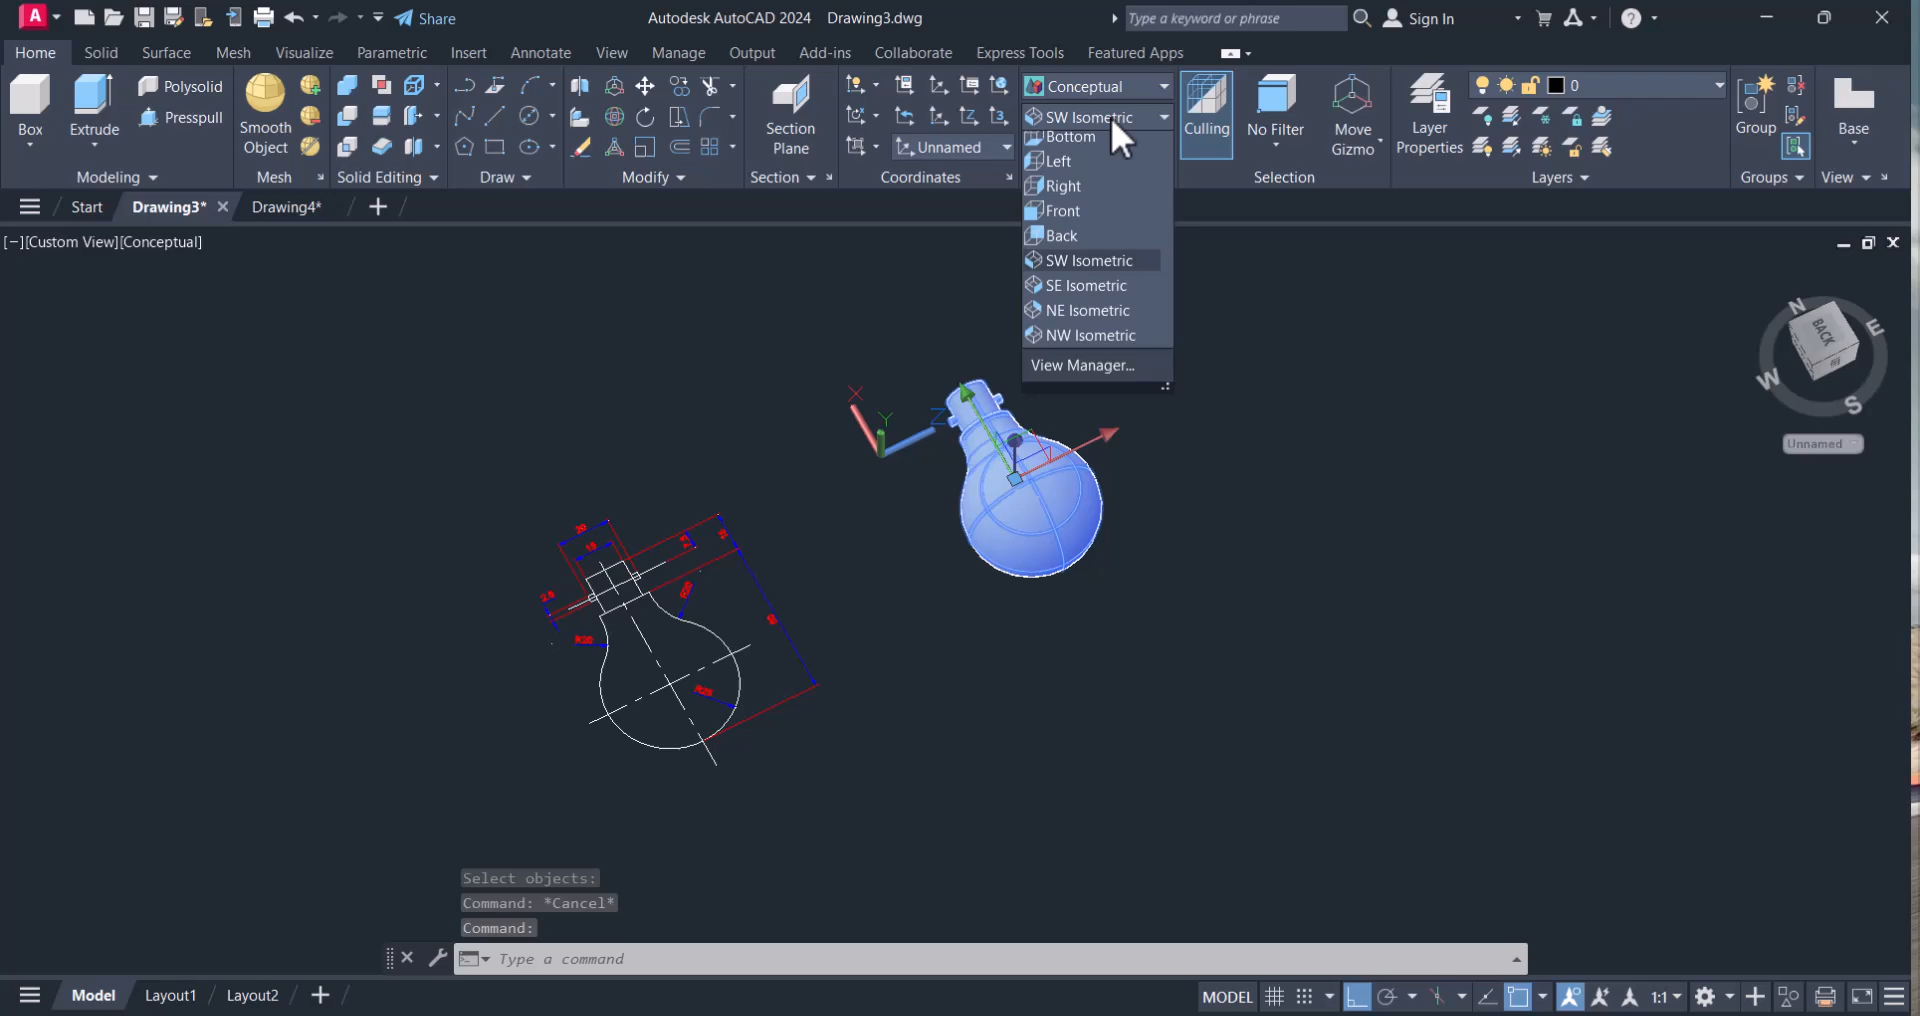 A Share Autodesk AutoCAD 2024 Drawing3.dwg Type a keyword or phrase Sign In
Home Solid Surface Mesh Visualize Parametric Insert Annotate View Manage Output Add-ins Collaborate Express Tools Featured Apps
Polysolid Conceptual 0
Presspull SW Isometric
Box Extrude Smooth Object Section Plane Unnamed Culling No Filter Move Gizmo Layer Properties Group Base
Modeling Mesh Solid Editing Draw Modify Section Coordinates Selection Layers Groups View
Bottom
Left
Right
Front
Back
SW Isometric
SE Isometric
NE Isometric
NW Isometric
View Manager...
Start Drawing3* Drawing4*
[−][Custom View][Conceptual]
N
E
BACK
W
S
Unnamed
X
Y
Z
20
R20
R25
Select objects:
Command: *Cancel*
Command:
Type a command
Model Layout1 Layout2 MODEL 1:1